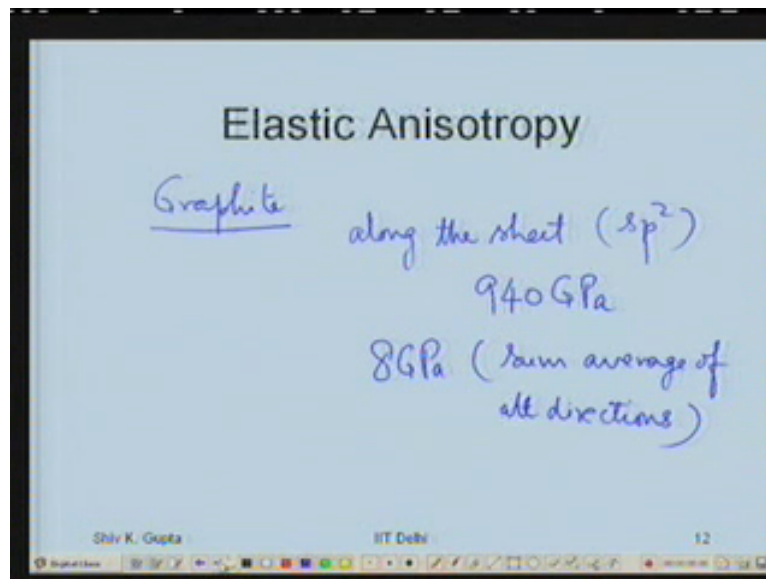 Elastic Anisotropy
Graphite
along the sheet (sp²)
940 GPa
8 GPa (sum average of
all directions)
Shiv K. Gupta IIT Delhi 12